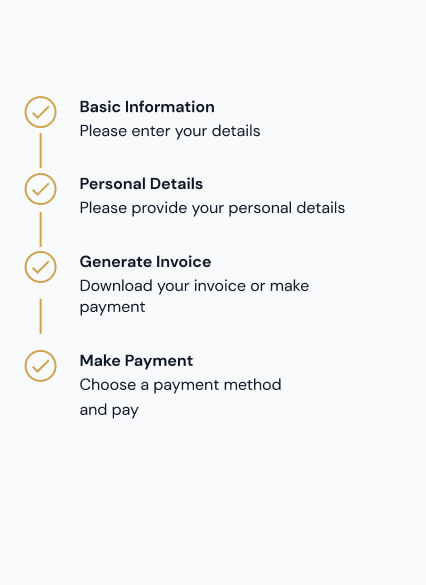 Basic Information
Please enter your details
Personal Details
Please provide your personal details
Generate Invoice
Download your invoice or make
payment
Make Payment
Choose a payment method
and pay